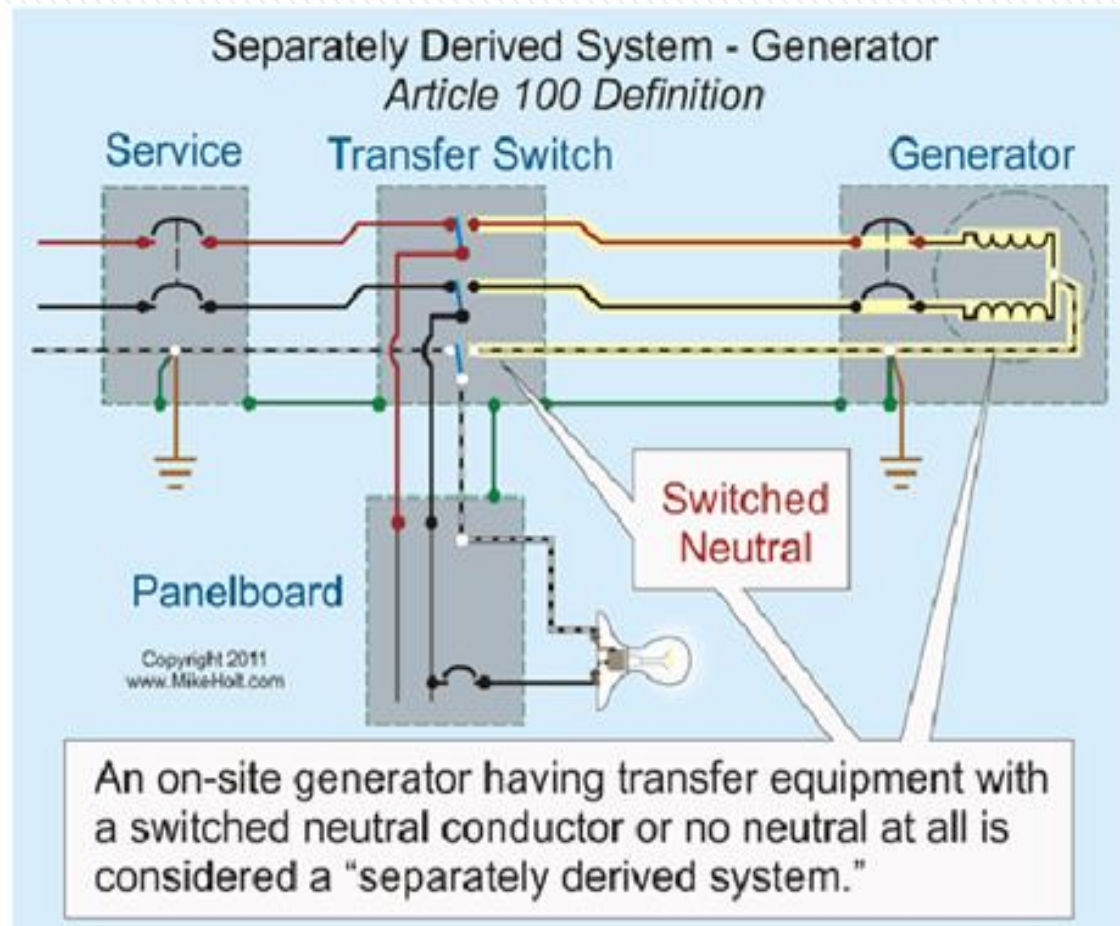 Separately Derived System - Generator
Article 100 Definition
Service
Transfer Switch
Generator
Switched
Neutral
Panelboard
Copyright 2011
www.MikeHolt.com
An on-site generator having transfer equipment with
a switched neutral conductor or no neutral at all is
considered a “separately derived system.”